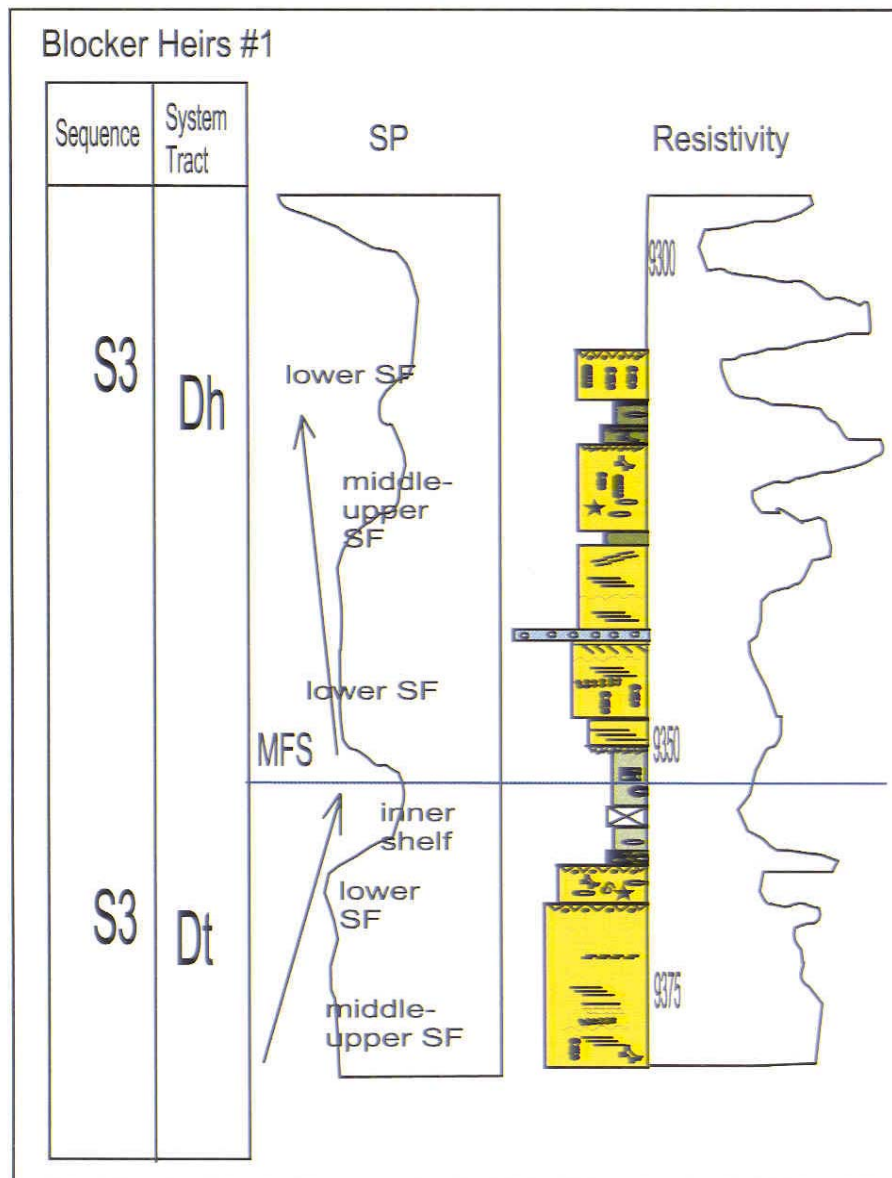 Blocker Heirs #1
Sequence
System
Tract
SP
Resistivity
9300
S3
Dh
lower SF
middle-
upper
SF
lower SF
MFS
9350
inner
shelf
S3
Dt
lower
SF
9375
middle-
upper SF